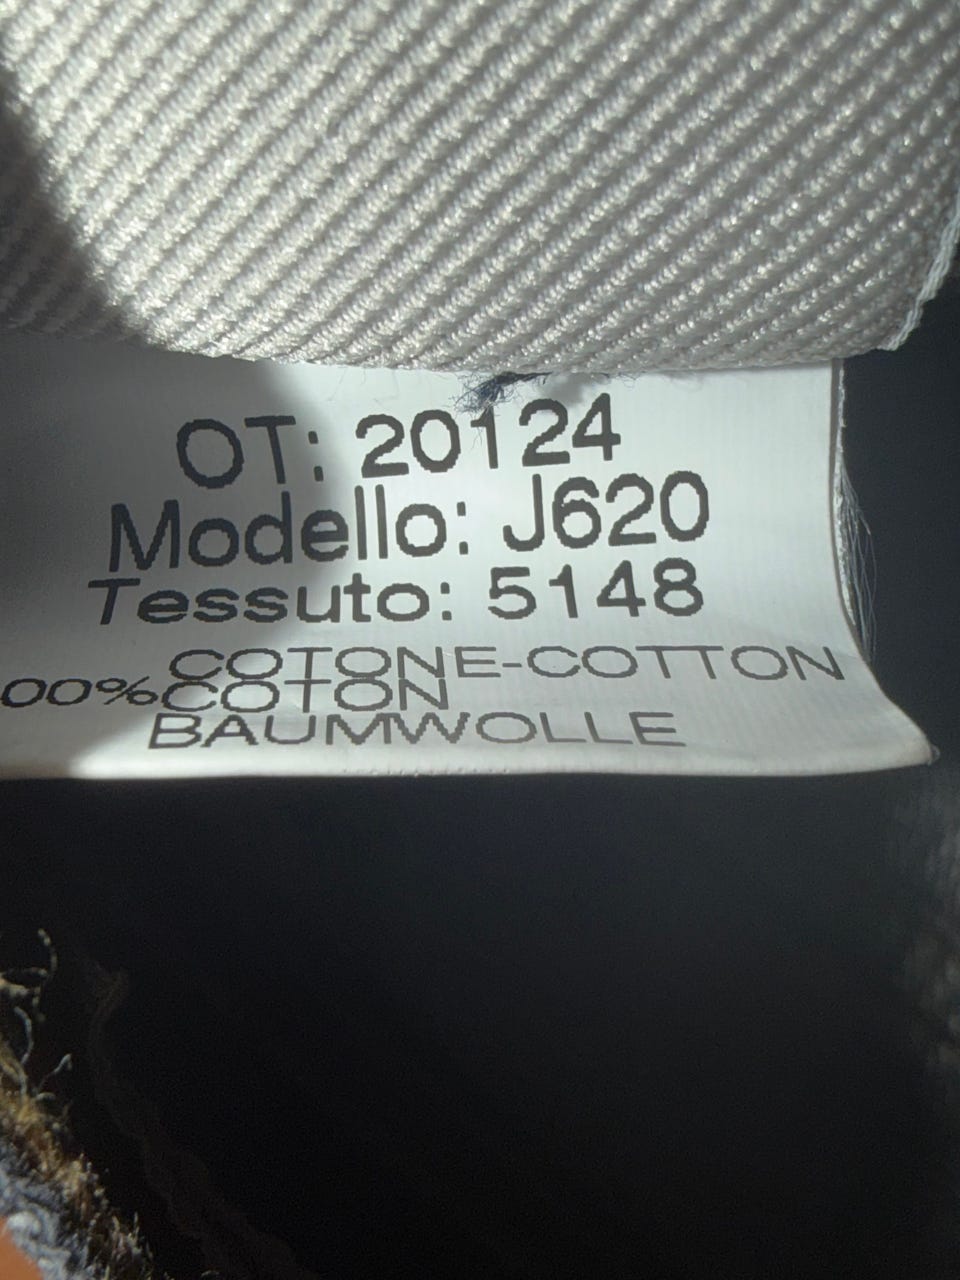 OT: 20124
Modello: J620
Tessuto: 5148
COTONE-COTTON
00%COTON
BAUMWOLLE